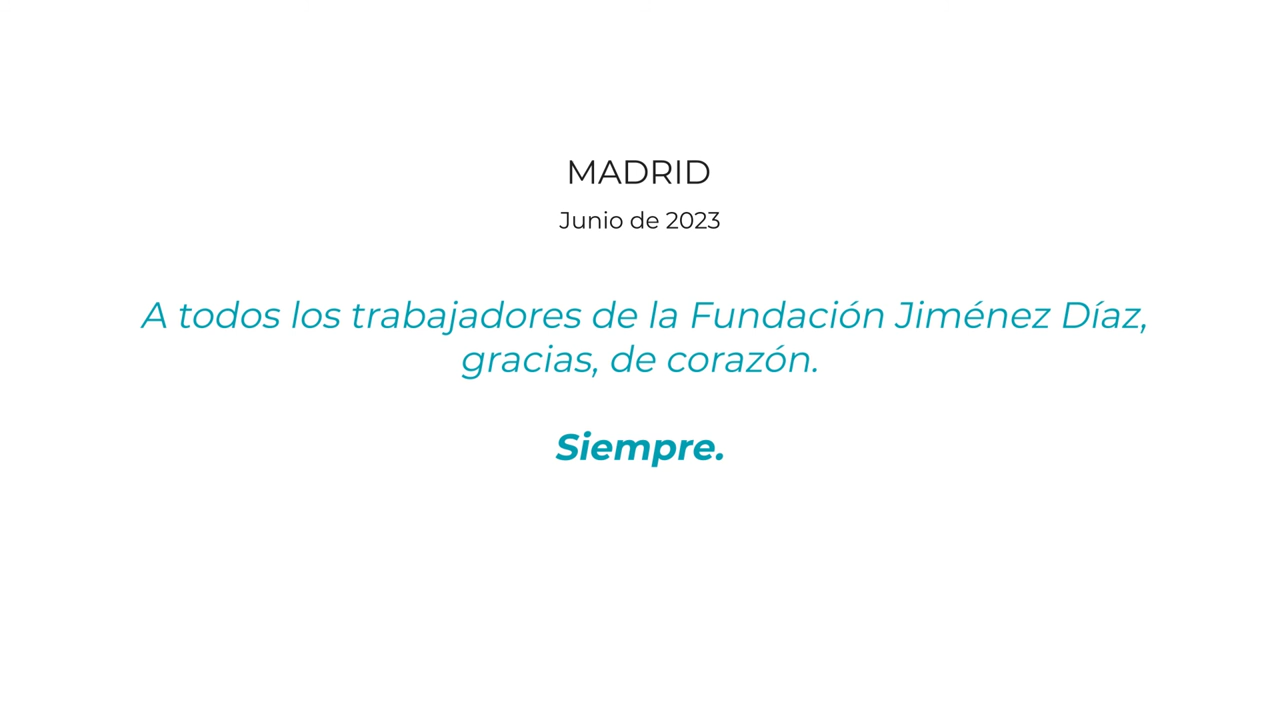 MADRID
Junio de 2023
A todos los trabajadores de la Fundación Jiménez Díaz,
gracias, de corazón.
Siempre.